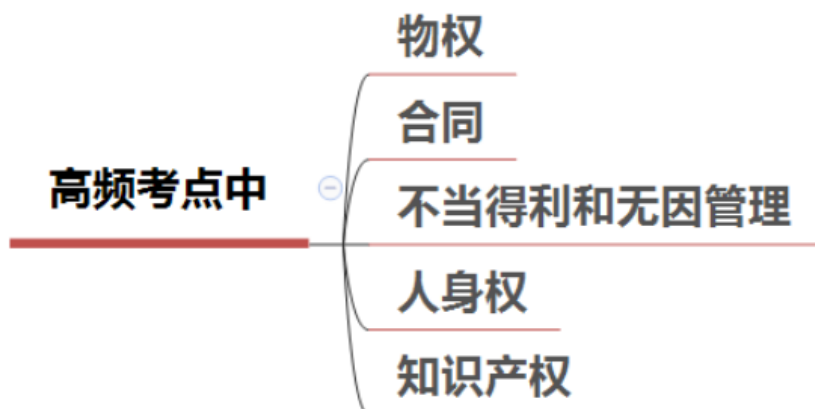 高频考点中
物权
合同
不当得利和无因管理
人身权
知识产权